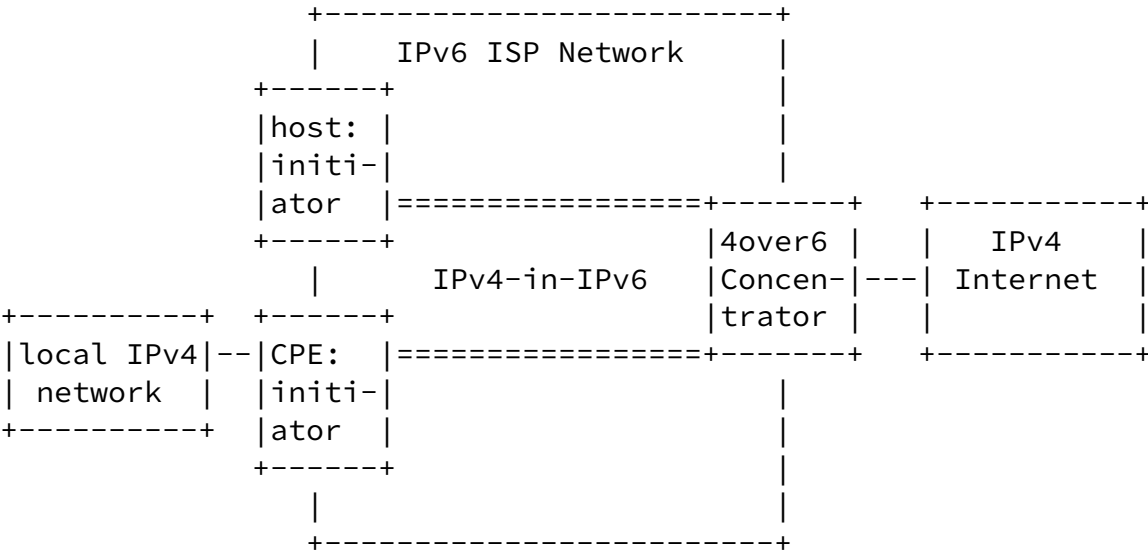 IPv6 ISP Network
host:
initi-
ator
4over6
Concen-
trator
IPv4
Internet
IPv4-in-IPv6
local IPv4
network
CPE:
initi-
ator